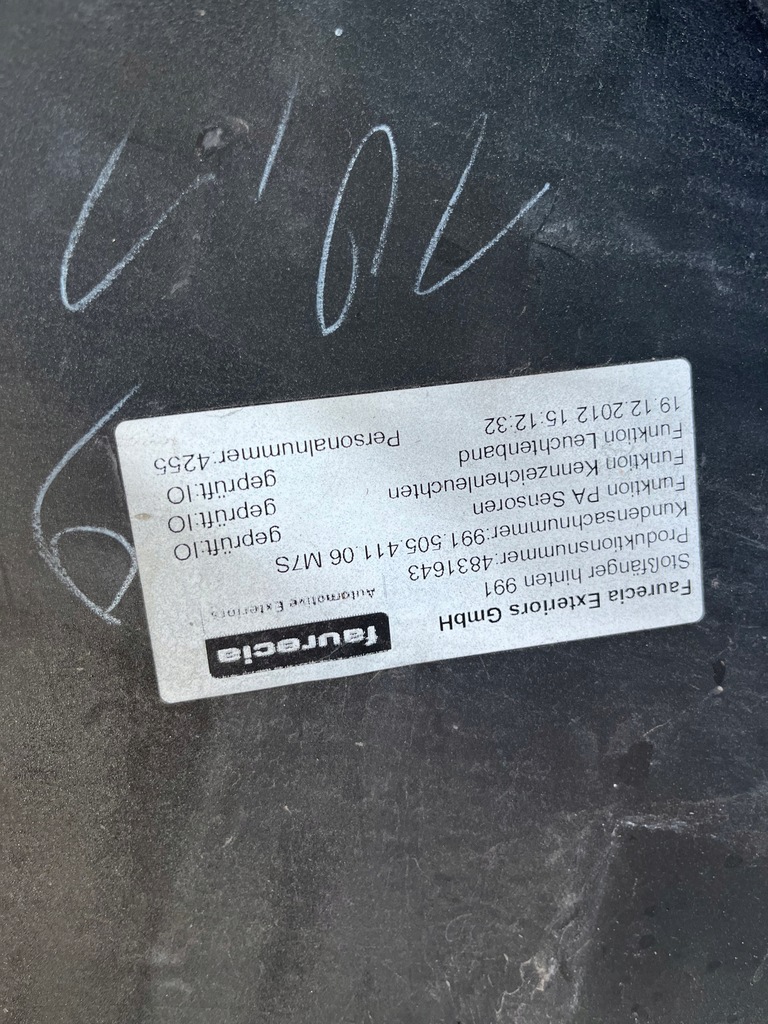 Faurecia Exteriors GmbH
faurecia
Automotive Exteriors
Stoßfänger hinten 991
Produktionsnummer:4831643
Kundensachnummer:991.505.411.06 M7S
Funktion PA Sensoren geprüft:IO
Funktion Kennzeichenleuchten geprüft:IO
Funktion Leuchtenband geprüft:IO
19.12.2012 15:12:32 Personalnummer:4255